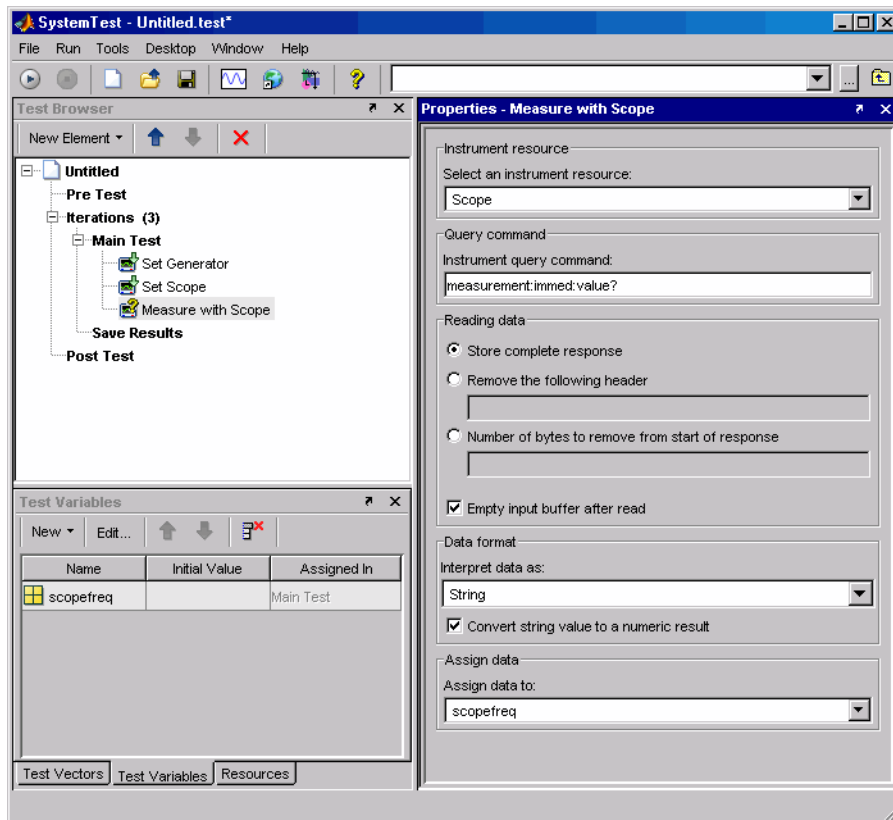 SystemTest - Untitled.test*
File Run Tools Desktop Window Help
...
Test Browser
New Element
Untitled
Pre Test
Iterations (3)
Main Test
Set Generator
Set Scope
Measure with Scope
Save Results
Post Test
Test Variables
New Edit...
Name Initial Value Assigned In
scopefreq Main Test
Test Vectors Test Variables Resources
Properties - Measure with Scope
Instrument resource
Select an instrument resource:
Scope
Query command
Instrument query command:
measurement:immed:value?
Reading data
Store complete response
Remove the following header
Number of bytes to remove from start of response
Empty input buffer after read
Data format
Interpret data as:
String
Convert string value to a numeric result
Assign data
Assign data to:
scopefreq